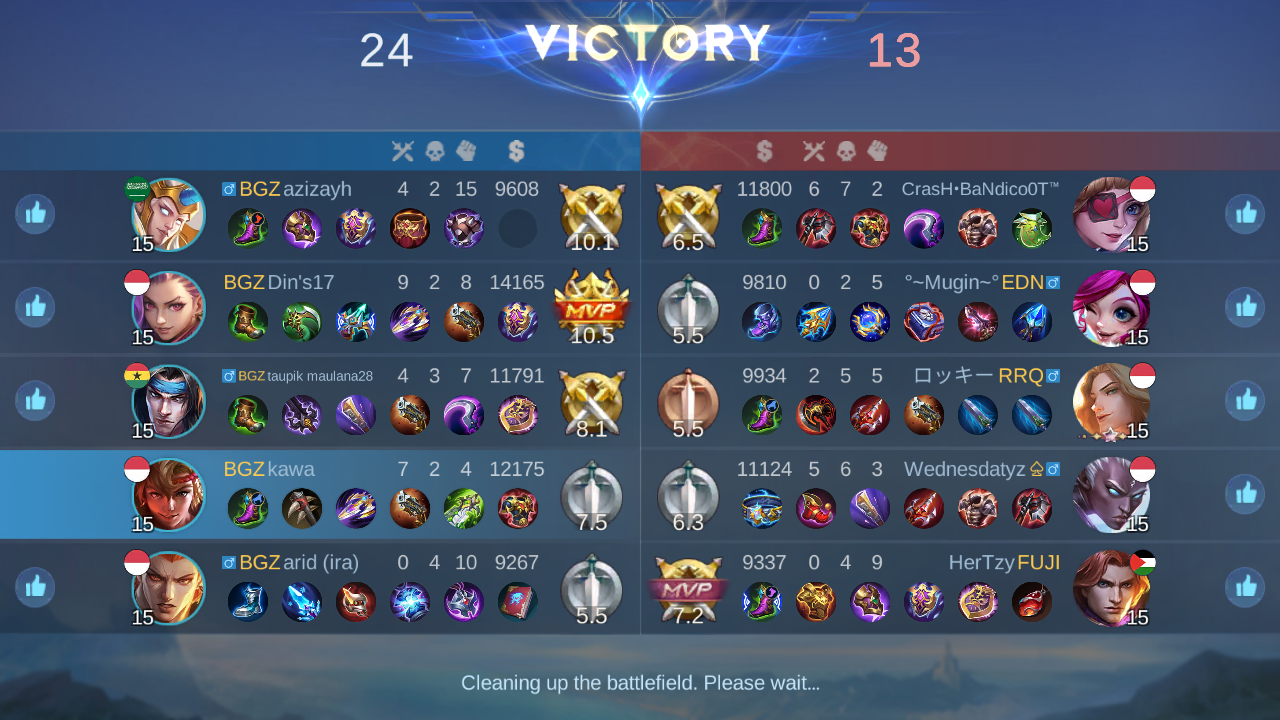 24 VICTORY 13
BGZ azizayh 4 2 15 9608
15 10.1
11800 6 7 2 CrasH•BaNdico0T™
6.5 15
BGZ Din's17 9 2 8 14165
15 MVP 10.5
9810 0 2 5 °~Mugin~° EDN
5.5 15
BGZ taupik maulana28 4 3 7 11791
15 8.1
9934 2 5 5 ロッキー RRQ
5.5 15
BGZ kawa 7 2 4 12175
15 7.5
11124 5 6 3 Wednesdatyz♤
6.3 15
BGZ arid (ira) 0 4 10 9267
15 5.5
9337 0 4 9 HerTzy FUJI
MVP 7.2 15
Cleaning up the battlefield. Please wait...